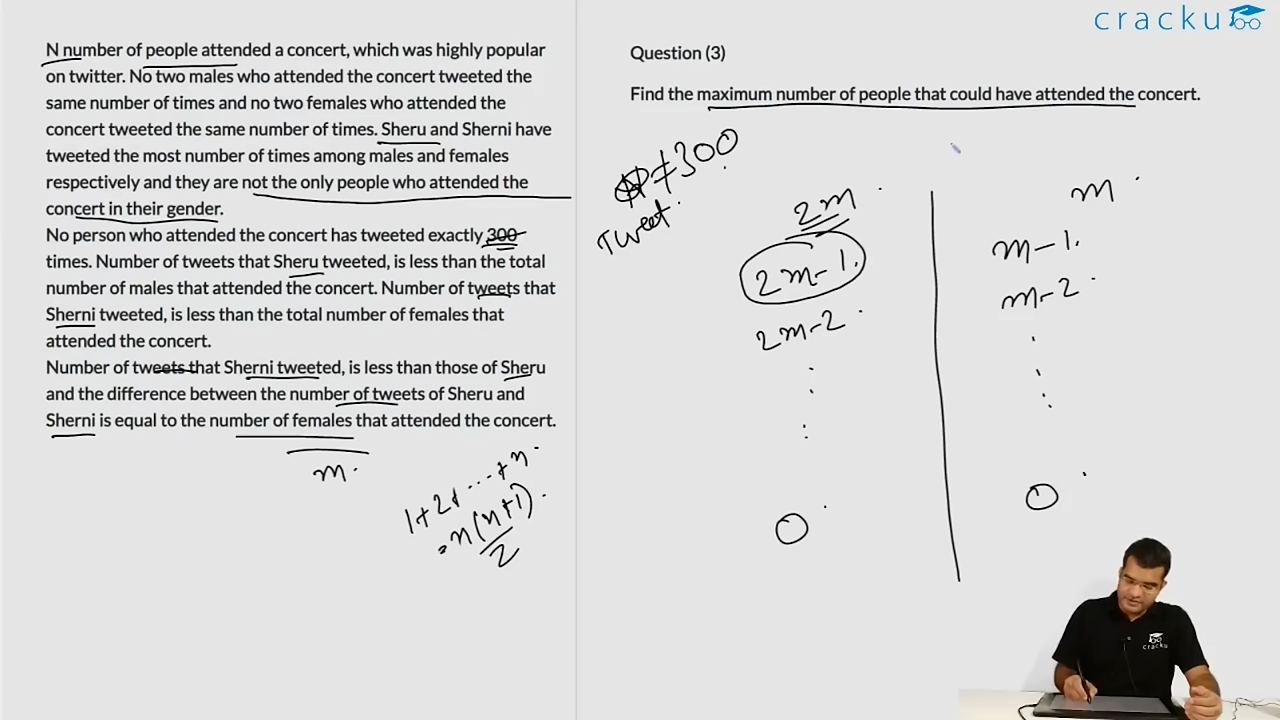 cracku
N number of people attended a concert, which was highly popular
on twitter. No two males who attended the concert tweeted the
same number of times and no two females who attended the
concert tweeted the same number of times. Sheru and Sherni have
tweeted the most number of times among males and females
respectively and they are not the only people who attended the
concert in their gender.
No person who attended the concert has tweeted exactly 300
times. Number of tweets that Sheru tweeted, is less than the total
number of males that attended the concert. Number of tweets that
Sherni tweeted, is less than the total number of females that
attended the concert.
Number of tweets that Sherni tweeted, is less than those of Sheru
and the difference between the number of tweets of Sheru and
Sherni is equal to the number of females that attended the concert.
m.
1+2+ ... + n.
= n(n+1).
2
Question (3)
Find the maximum number of people that could have attended the concert.
≠300
Tweet.
2m
2m-1.
2m-2
0
m
m-1.
m-2
0
cracku